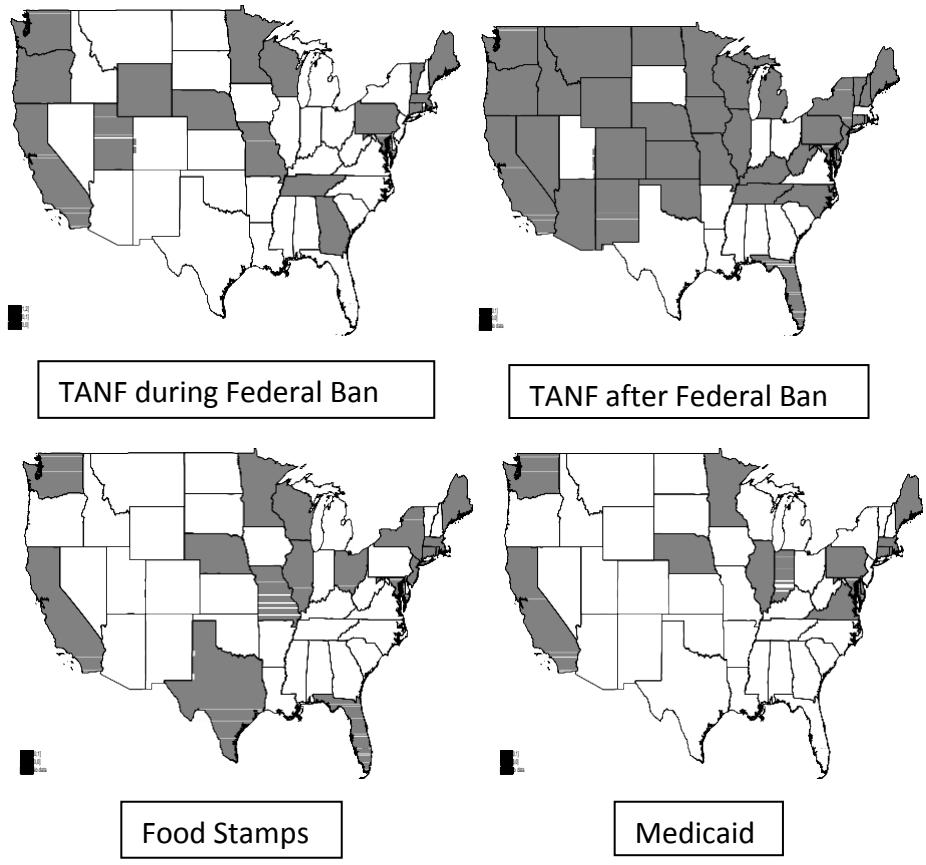 TANF during Federal Ban
TANF after Federal Ban
Food Stamps
Medicaid